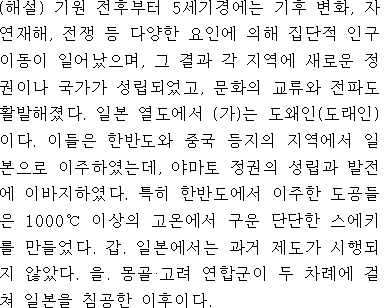 (해설) 기원 전후부터 5세기경에는 기후 변화, 자
연재해, 전쟁 등 다양한 요인에 의해 집단적 인구
이동이 일어났으며, 그 결과 각 지역에 새로운 정
권이나 국가가 성립되었고, 문화의 교류와 전파도
활발해졌다. 일본 열도에서 (가)는 도왜인(도래인)
이다. 이들은 한반도와 중국 등지의 지역에서 일
본으로 이주하였는데, 야마토 정권의 성립과 발전
에 이바지하였다. 특히 한반도에서 이주한 도공들
은 1000℃ 이상의 고온에서 구운 단단한 스에키
를 만들었다. 갑. 일본에서는 과거 제도가 시행되
지 않았다. 을. 몽골·고려 연합군이 두 차례에 걸
쳐 일본을 침공한 이후이다.